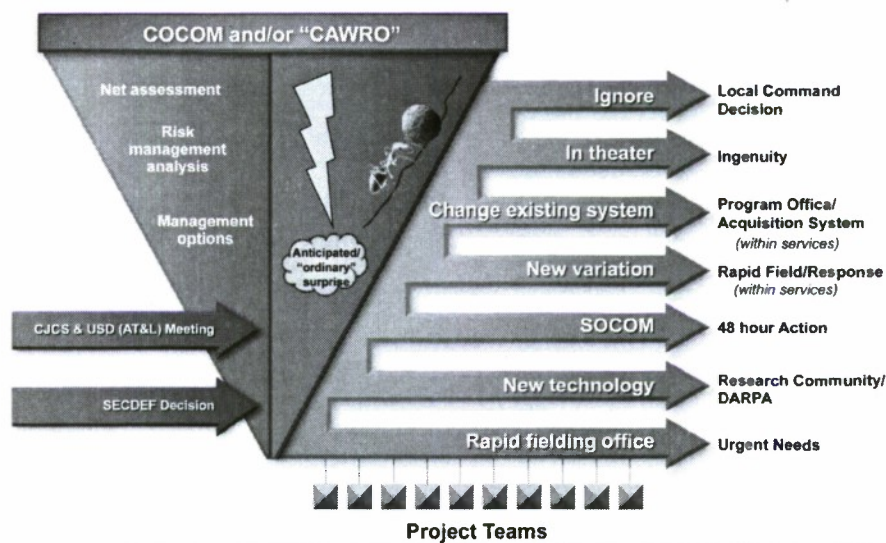 COCOM and/or "CAWRO"
Net assessment
Risk
management
analysis
Management
options
Anticipated/
"ordinary"
surprise
CJCS & USD (AT&L) Meeting
SECDEF Decision
Ignore
Local Command
Decision
In theater
Ingenuity
Change existing system
Program Office/
Acquisition System
(within services)
New variation
Rapid Field/Response
(within services)
SOCOM
48 hour Action
New technology
Research Community/
DARPA
Rapid fielding office
Urgent Needs
Project Teams